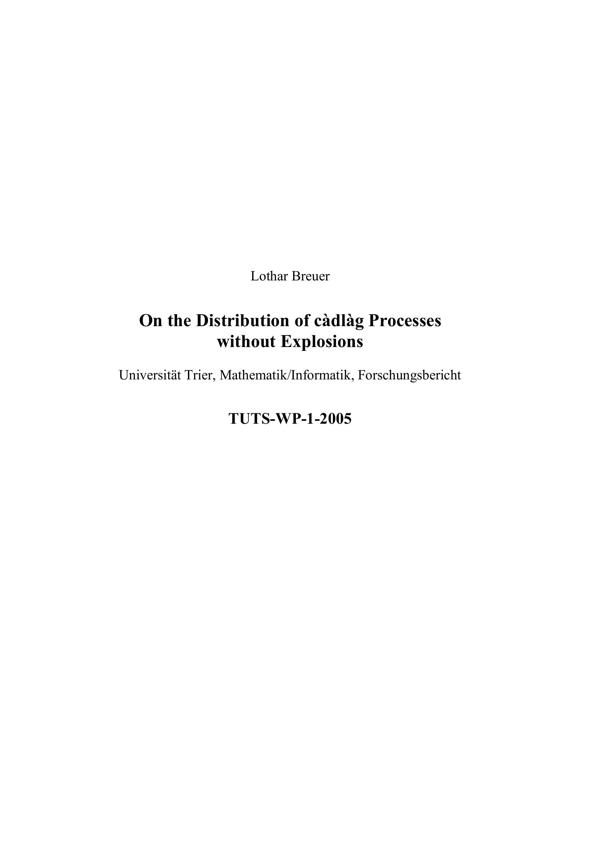 Lothar Breuer
On the Distribution of càdlàg Processes
without Explosions
Universität Trier, Mathematik/Informatik, Forschungsbericht
TUTS-WP-1-2005